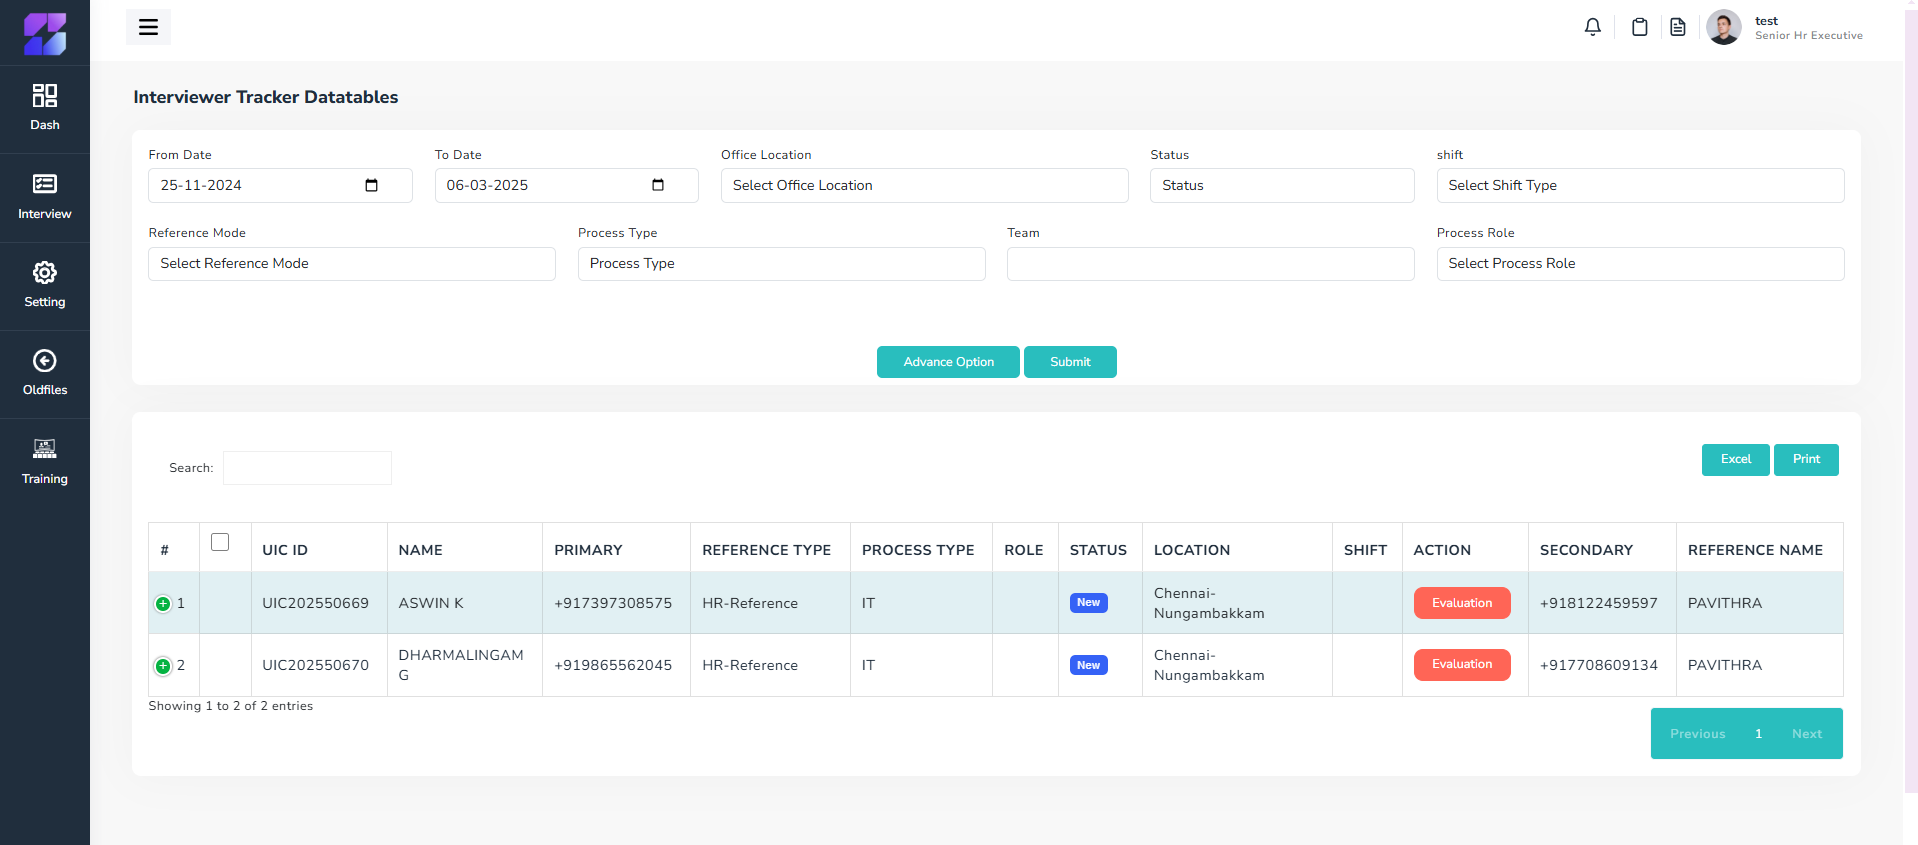 test
Senior Hr Executive
Dash
Interview
Setting
Oldfiles
Training
Interviewer Tracker Datatables
From Date To Date Office Location Status shift
25-11-2024 06-03-2025 Select Office Location Status Select Shift Type
Reference Mode Process Type Team Process Role
Select Reference Mode Process Type Select Process Role
Advance Option Submit
Search: Excel Print
# UIC ID NAME PRIMARY REFERENCE TYPE PROCESS TYPE ROLE STATUS LOCATION SHIFT ACTION SECONDARY REFERENCE NAME
1 UIC202550669 ASWIN K +917397308575 HR-Reference IT New Chennai-
Nungambakkam Evaluation +918122459597 PAVITHRA
2 UIC202550670 DHARMALINGAM
G +919865562045 HR-Reference IT New Chennai-
Nungambakkam Evaluation +917708609134 PAVITHRA
Showing 1 to 2 of 2 entries
Previous 1 Next